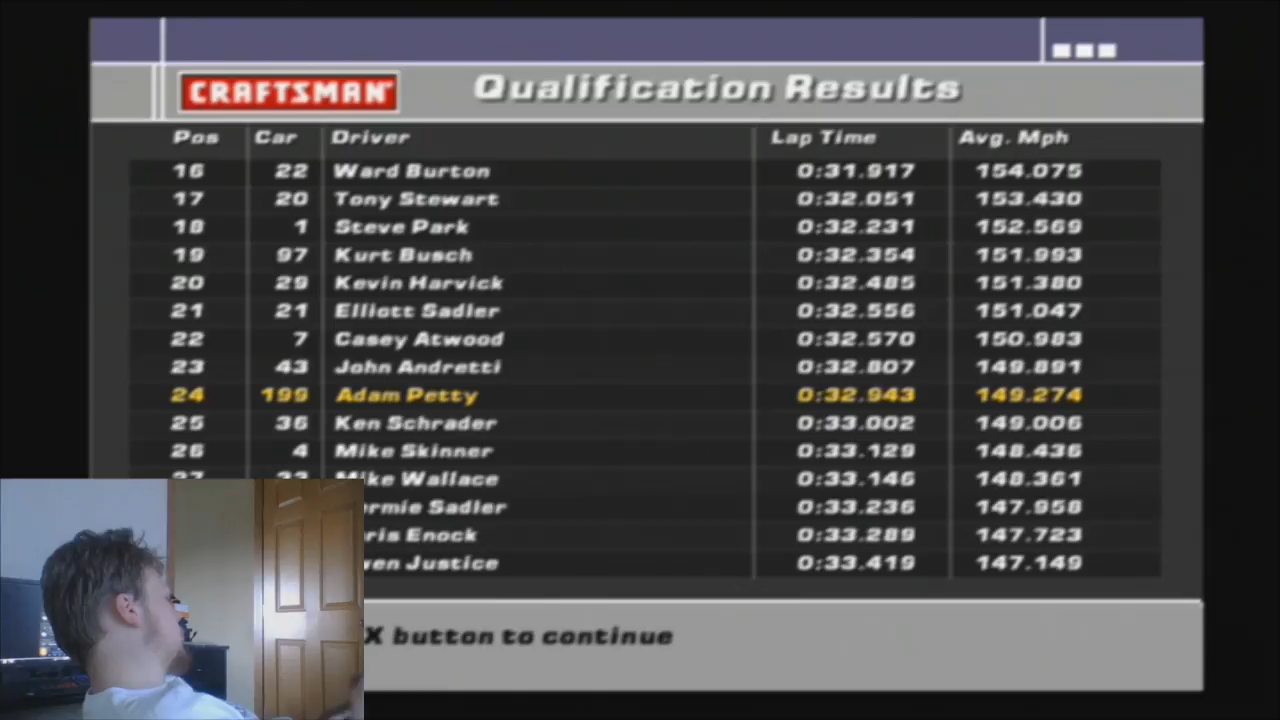 CRAFTSMAN Qualification Results
Pos Car Driver Lap Time Avg. Mph
16 22 Ward Burton 0:31.917 154.075
17 20 Tony Stewart 0:32.051 153.430
18 1 Steve Park 0:32.231 152.569
19 97 Kurt Busch 0:32.354 151.993
20 29 Kevin Harvick 0:32.485 151.380
21 21 Elliott Sadler 0:32.556 151.047
22 7 Casey Atwood 0:32.570 150.983
23 43 John Andretti 0:32.807 149.891
24 199 Adam Petty 0:32.943 149.274
25 36 Ken Schrader 0:33.002 149.006
26 4 Mike Skinner 0:33.129 148.436
Mike Wallace 0:33.146 148.361
Sadler 0:33.236 147.958
Enock 0:33.289 147.723
Justice 0:33.419 147.149
X button to continue